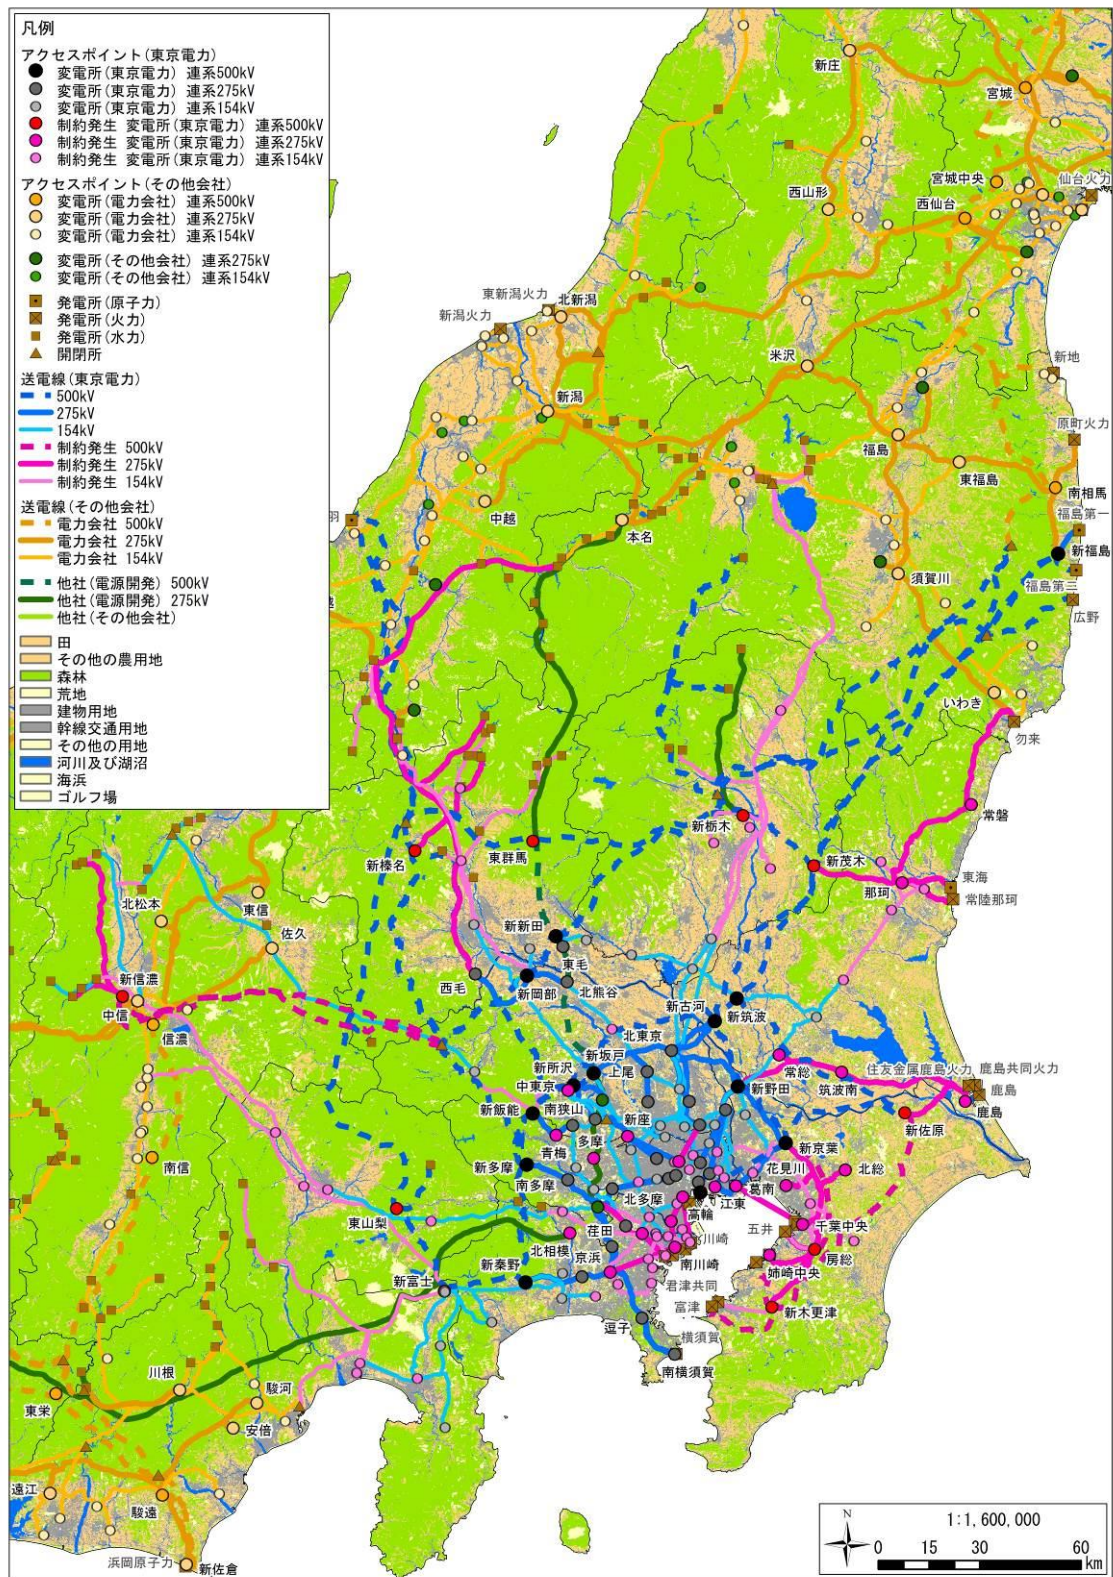 凡例
アクセスポイント(東京電力)
変電所(東京電力) 連系500kV
変電所(東京電力) 連系275kV
変電所(東京電力) 連系154kV
制約発生 変電所(東京電力) 連系500kV
制約発生 変電所(東京電力) 連系275kV
制約発生 変電所(東京電力) 連系154kV
アクセスポイント(その他会社)
変電所(電力会社) 連系500kV
変電所(電力会社) 連系275kV
変電所(電力会社) 連系154kV
変電所(その他会社) 連系275kV
変電所(その他会社) 連系154kV
発電所(原子力)
発電所(火力)
発電所(水力)
開閉所
送電線(東京電力)
500kV
275kV
154kV
制約発生 500kV
制約発生 275kV
制約発生 154kV
送電線(その他会社)
電力会社 500kV
電力会社 275kV
電力会社 154kV
他社(電源開発) 500kV
他社(電源開発) 275kV
他社(その他会社)
田
その他の農用地
森林
荒地
建物用地
幹線交通用地
その他の用地
河川及び湖沼
海浜
ゴルフ場
新庄
宮城
宮城中央
仙台火力
西山形
西仙台
東新潟火力
北新潟
新潟火力
米沢
新地
新潟
原町火力
福島
東福島
南相馬
中越
羽
福島第一
本名
新福島
須賀川
福島第二
広野
いわき
勿来
常磐
新栃木
東群馬
新榛名
新茂木
那珂
東海
常陸那珂
北松本
東信
佐久
新新田
東毛
西毛
新岡部
北熊谷
新信濃
中信
信濃
新古河
新筑波
北東京
新坂戸
新所沢
上尾
中東京
常総
住友金属鹿島火力
鹿島共同火力
筑波南
鹿島
鹿島
新野田
新飯能
南狭山
新座
新佐原
青梅
多摩
新京葉
南信
新多摩
花見川
北総
南多摩
北多摩
江東
葛南
東山梨
高輪
荏田
川崎
五井
千葉中央
北相模
京浜
南川崎
房総
新富士
新秦野
君津共同
姉崎中央
富津
新木更津
逗子
横須賀
南横須賀
川根
駿河
東栄
安倍
遠江
駿遠
浜岡原子力
新佐倉
N
1:1,600,000
0 15 30 60
km